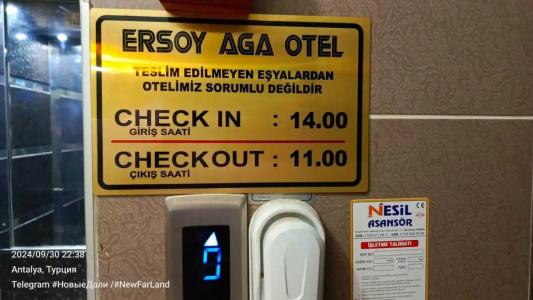 ERSOY AGA OTEL
TESLİM EDİLMEYEN EŞYALARDAN
OTELİMİZ SORUMLU DEĞİLDİR
CHECK IN : 14.00
GİRİŞ SAATİ
CHECKOUT : 11.00
ÇIKIŞ SAATİ
NESİL
ASANSÖR
CE
İŞLETME TALİMATI
2024/09/30 22:38
Antalya, Турция
Telegram #НовыеДали /#NewFarLand